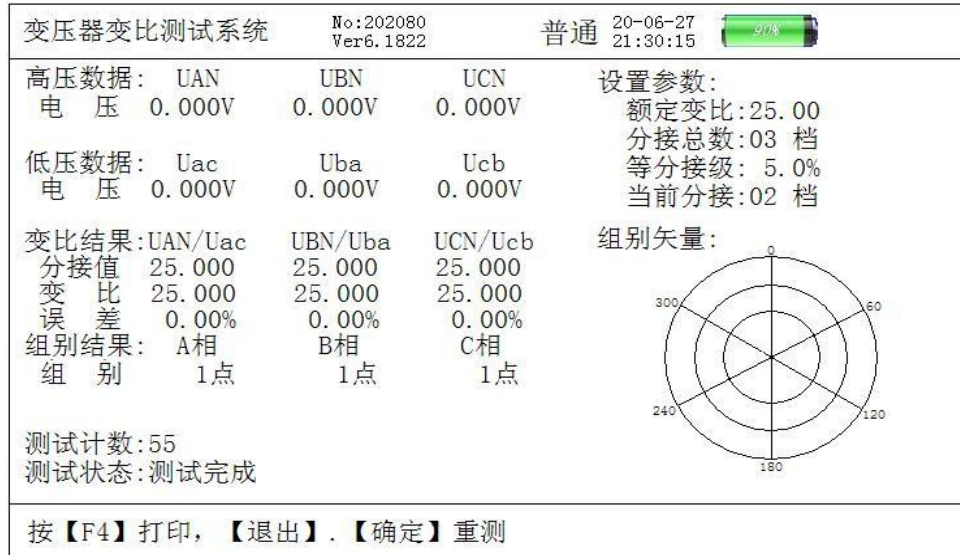 变压器变比测试系统 No:202080 普通 20-06-27 90%
Ver6.1822 21:30:15
高压数据: UAN UBN UCN
电 压 0.000V 0.000V 0.000V
低压数据: Uac Uba Ucb
电 压 0.000V 0.000V 0.000V
变比结果:UAN/Uac UBN/Uba UCN/Ucb
分接值 25.000 25.000 25.000
变 比 25.000 25.000 25.000
误 差 0.00% 0.00% 0.00%
组别结果: A相 B相 C相
组 别 1点 1点 1点
测试计数:55
测试状态:测试完成
设置参数:
额定变比:25.00
分接总数:03 档
等分接级: 5.0%
当前分接:02 档
组别矢量:
0
300 60
240 120
180
按【F4】打印，【退出】.【确定】重测